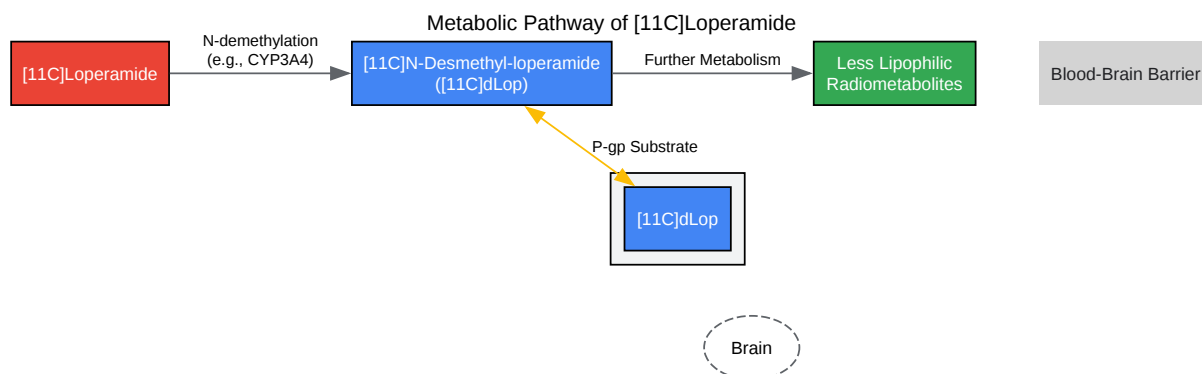 Metabolic Pathway of [11C]Loperamide
[11C]Loperamide
N-demethylation
(e.g., CYP3A4)
[11C]N-Desmethyl-loperamide
([11C]dLop)
Further Metabolism
Less Lipophilic
Radiometabolites
Blood-Brain Barrier
P-gp Substrate
[11C]dLop
Brain